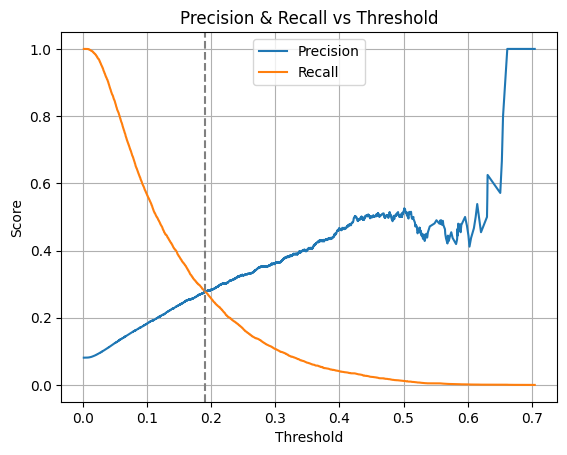 Precision & Recall vs Threshold
Precision
Recall
Score
1.0
0.8
0.6
0.4
0.2
0.0
0.0 0.1 0.2 0.3 0.4 0.5 0.6 0.7
Threshold